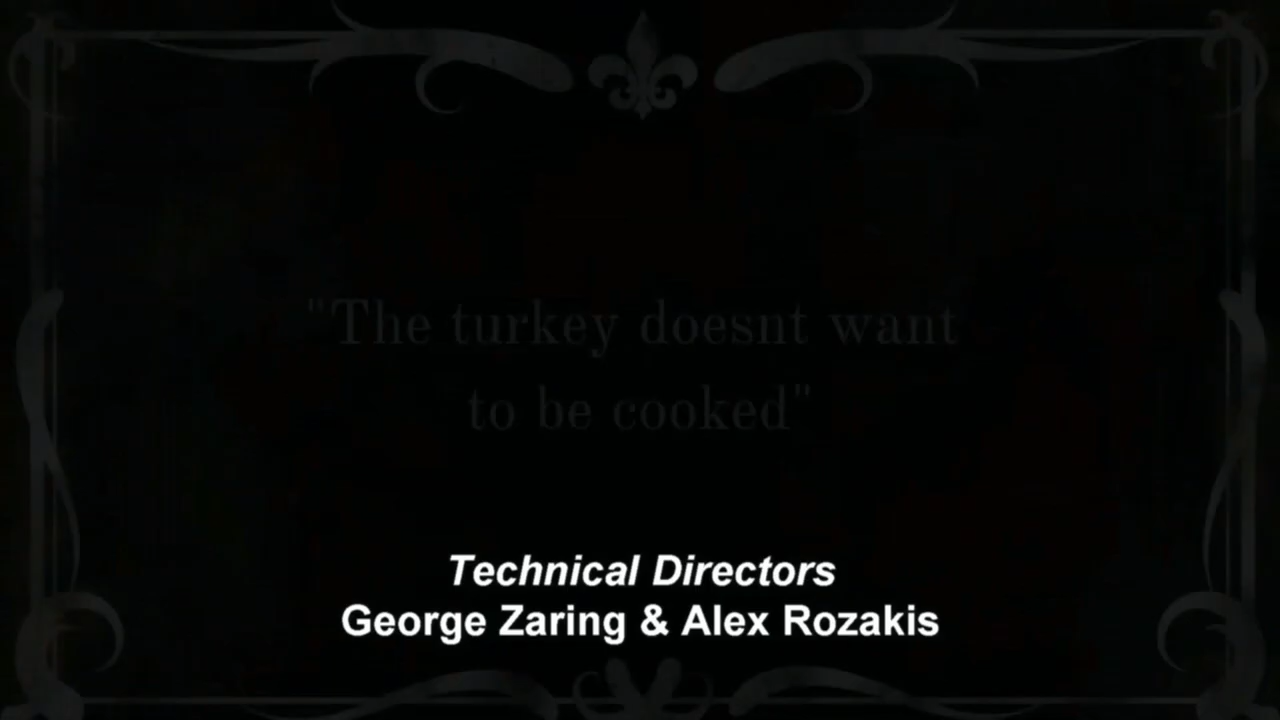 "The turkey doesnt want
to be cooked"
Technical Directors
George Zaring & Alex Rozakis